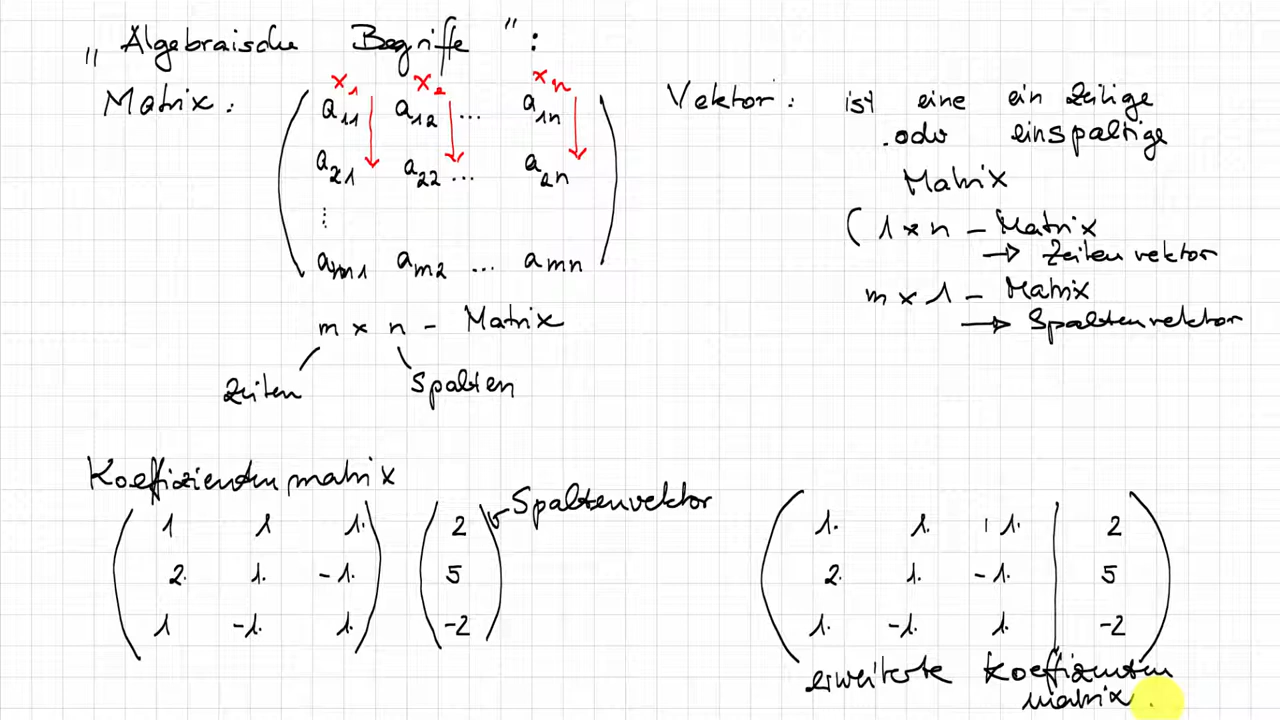 „ Algebraische Begriffe ":
x₁ x₂ xₙ
Matrix: ( a₁₁ a₁₂ ... a₁ₙ
a₂₁ a₂₂ ... a₂ₙ
⋮
aₘ₁ aₘ₂ ... aₘₙ )
m × n – Matrix
Zeilen Spalten
Vektor: ist eine ein zeilige
oder einspaltige
Matrix
( 1 × n – Matrix
→ Zeilenvektor
m × 1 – Matrix
→ Spaltenvektor
Koeffizientenmatrix
Spaltenvektor
( 1 1 1 ) ( 2 )
( 2 1 -1 ) ( 5 )
( 1 -1 1 ) ( -2 )
( 1 1 1 | 2 )
( 2 1 -1 | 5 )
( 1 -1 1 | -2 )
erweiterte Koeffizienten
matrix